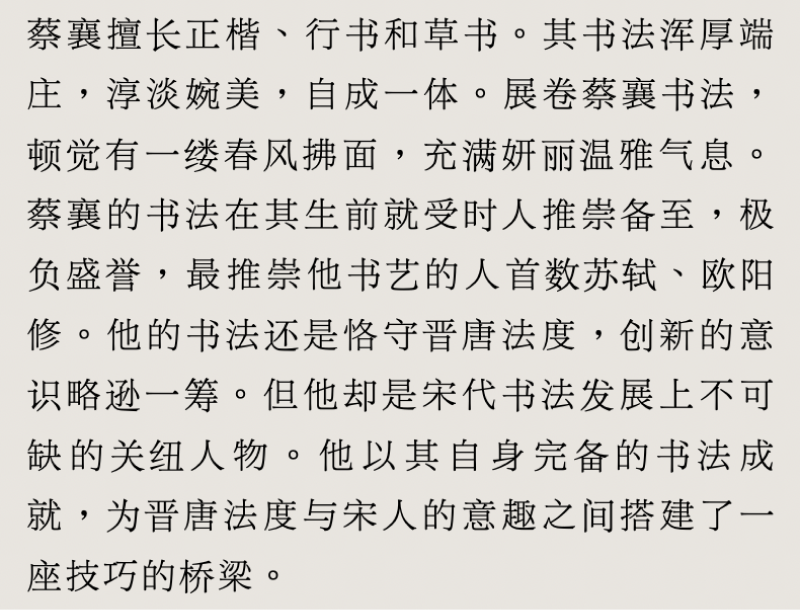 蔡襄擅长正楷、行书和草书。其书法浑厚端
庄，淳淡婉美，自成一体。展卷蔡襄书法，
顿觉有一缕春风拂面，充满妍丽温雅气息。
蔡襄的书法在其生前就受时人推崇备至，极
负盛誉，最推崇他书艺的人首数苏轼、欧阳
修。他的书法还是恪守晋唐法度，创新的意
识略逊一筹。但他却是宋代书法发展上不可
缺的关纽人物。他以其自身完备的书法成
就，为晋唐法度与宋人的意趣之间搭建了一
座技巧的桥梁。